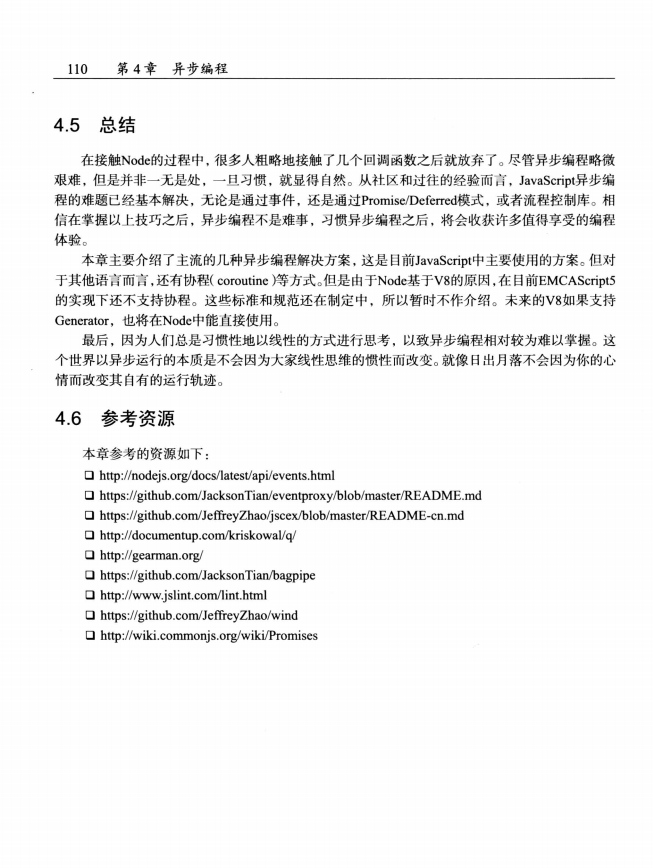 110 第 4 章 异步编程
4.5 总结
在接触Node的过程中，很多人粗略地接触了几个回调函数之后就放弃了。尽管异步编程略微
艰难，但是并非一无是处，一旦习惯，就显得自然。从社区和过往的经验而言，JavaScript异步编
程的难题已经基本解决，无论是通过事件，还是通过Promise/Deferred模式，或者流程控制库。相
信在掌握以上技巧之后，异步编程不是难事，习惯异步编程之后，将会收获许多值得享受的编程
体验。
本章主要介绍了主流的几种异步编程解决方案，这是目前JavaScript中主要使用的方案。但对
于其他语言而言，还有协程（coroutine）等方式。但是由于Node基于V8的原因，在目前EMCAScript5
的实现下还不支持协程。这些标准和规范还在制定中，所以暂时不作介绍。未来的V8如果支持
Generator，也将在Node中能直接使用。
最后，因为人们总是习惯性地以线性的方式进行思考，以致异步编程相对较为难以掌握。这
个世界以异步运行的本质是不会因为大家线性思维的惯性而改变。就像日出月落不会因为你的心
情而改变其自有的运行轨迹。
4.6 参考资源
本章参考的资源如下：
❑ http://nodejs.org/docs/latest/api/events.html
❑ https://github.com/JacksonTian/eventproxy/blob/master/README.md
❑ https://github.com/JeffreyZhao/jscex/blob/master/README-cn.md
❑ http://documentup.com/kriskowal/q/
❑ http://gearman.org/
❑ https://github.com/JacksonTian/bagpipe
❑ http://www.jslint.com/lint.html
❑ https://github.com/JeffreyZhao/wind
❑ http://wiki.commonjs.org/wiki/Promises